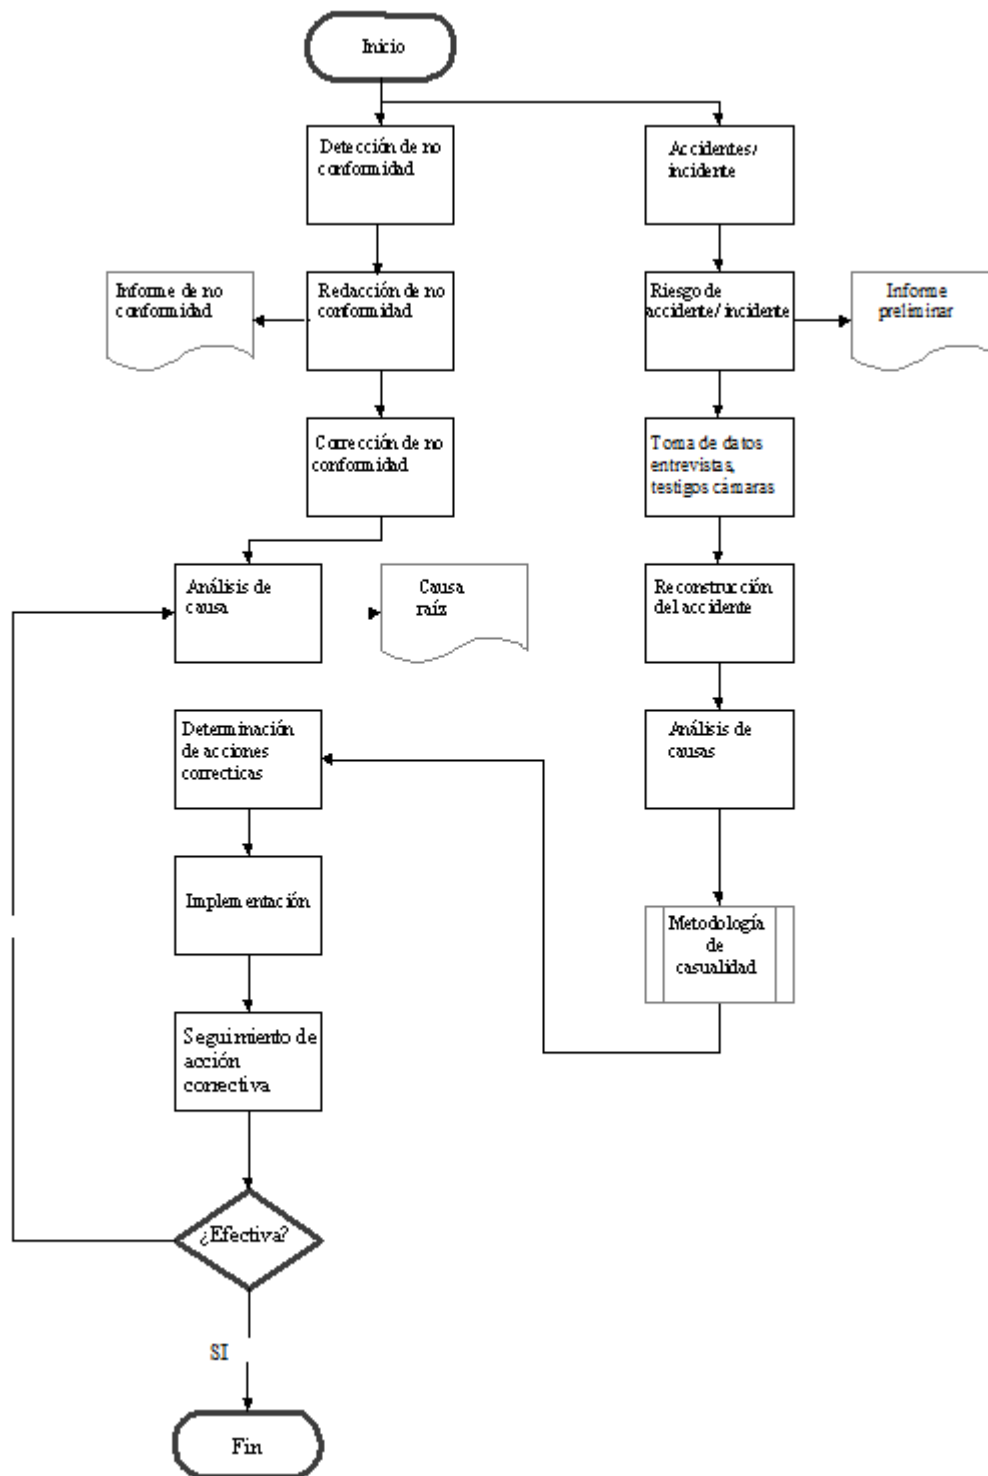 Inicio
Detección de no
conformidad
Accidentes/
incidente
Informe de no
conformidad
Redacción de no
conformidad
Riesgo de
accidente/ incidente
Informe
preliminar
Corrección de no
conformidad
Toma de datos
entrevistas,
testigos cámaras
Análisis de
causa
Causa
raíz
Reconstrucción
del accidente
Determinación
de acciones
correcticas
Análisis de
causas
Implementación
Metodología
de
casualidad
Seguimiento de
acción
correctiva
¿Efectiva?
SI
Fin